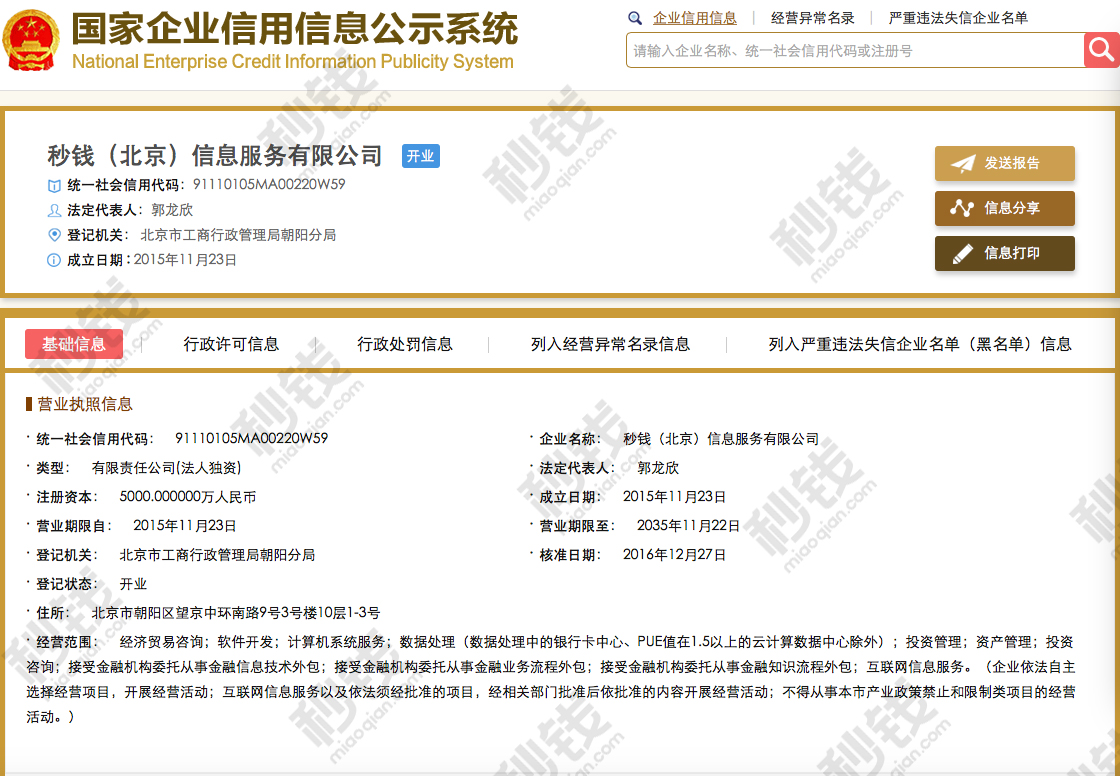 国家企业信用信息公示系统
National Enterprise Credit Information Publicity System
企业信用信息 | 经营异常名录 | 严重违法失信企业名单
请输入企业名称、统一社会信用代码或注册号
秒钱（北京）信息服务有限公司 开业
统一社会信用代码：91110105MA00220W59
法定代表人：郭龙欣
登记机关：北京市工商行政管理局朝阳分局
成立日期：2015年11月23日
发送报告
信息分享
信息打印
基础信息 | 行政许可信息 | 行政处罚信息 | 列入经营异常名录信息 | 列入严重违法失信企业名单（黑名单）信息
营业执照信息
· 统一社会信用代码： 91110105MA00220W59
· 企业名称： 秒钱（北京）信息服务有限公司
· 类型： 有限责任公司(法人独资)
· 法定代表人： 郭龙欣
· 注册资本： 5000.000000万人民币
· 成立日期： 2015年11月23日
· 营业期限自： 2015年11月23日
· 营业期限至： 2035年11月22日
· 登记机关： 北京市工商行政管理局朝阳分局
· 核准日期： 2016年12月27日
· 登记状态： 开业
· 住所： 北京市朝阳区望京中环南路9号3号楼10层1-3号
· 经营范围： 经济贸易咨询；软件开发；计算机系统服务；数据处理（数据处理中的银行卡中心、PUE值在1.5以上的云计算数据中心除外）；投资管理；资产管理；投资
咨询；接受金融机构委托从事金融信息技术外包；接受金融机构委托从事金融业务流程外包；接受金融机构委托从事金融知识流程外包；互联网信息服务。（企业依法自主
选择经营项目，开展经营活动；互联网信息服务以及依法须经批准的项目，经相关部门批准后依批准的内容开展经营活动；不得从事本市产业政策禁止和限制类项目的经营
活动。）
秒钱
miaoqian.com